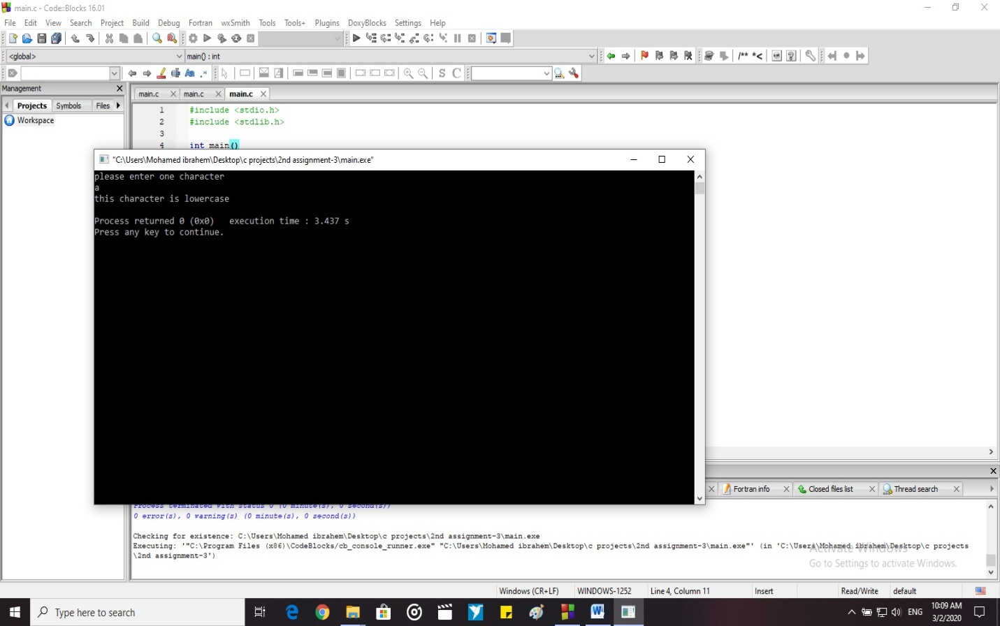 main.c - Code::Blocks 16.01
File Edit View Search Project Build Debug Fortran wxSmith Tools Tools+ Plugins DoxyBlocks Settings Help
<global> main() : int
/** *<
S C
Management
Projects Symbols Files
Workspace
main.c main.c main.c
1 #include <stdio.h>
2 #include <stdlib.h>
3
4 int main()
"C:\Users\Mohamed ibrahem\Desktop\c projects\2nd assignment-3\main.exe"
please enter one character
a
this character is lowercase
Process returned 0 (0x0) execution time : 3.437 s
Press any key to continue.
Fortran info Closed files list Thread search
Process terminated with status 0 (0 minute(s), 0 second(s))
0 error(s), 0 warning(s) (0 minute(s), 0 second(s))
Checking for existence: C:\Users\Mohamed ibrahem\Desktop\c projects\2nd assignment-3\main.exe
Executing: '"C:\Program Files (x86)\CodeBlocks/cb_console_runner.exe" "C:\Users\Mohamed ibrahem\Desktop\c projects\2nd assignment-3\main.exe"' (in 'C:\Users\Mohamed ibrahem\Desktop\c projects
\2nd assignment-3')
Activate Windows
Go to Settings to activate Windows.
Windows (CR+LF) WINDOWS-1252 Line 4, Column 11 Insert Read/Write default
Type here to search
ENG
10:09 AM
3/2/2020